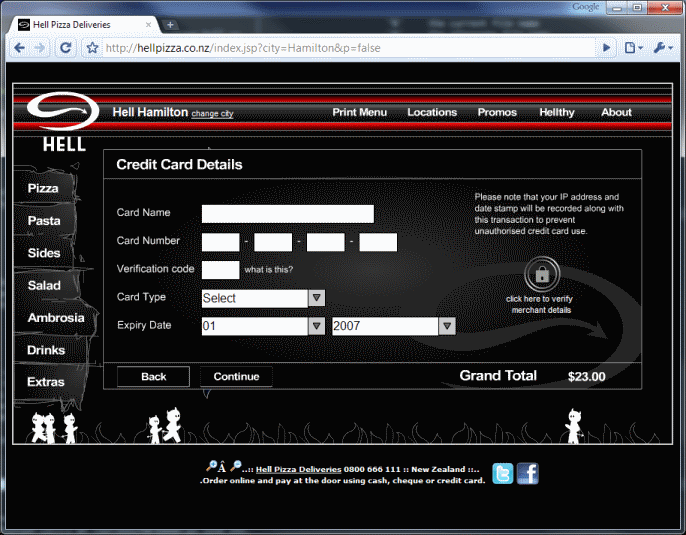 Google
Hell Pizza Deliveries
http://hellpizza.co.nz/index.jsp?city=Hamilton&p=false
Hell Hamilton change city
Print Menu Locations Promos Hellthy About
HELL
Credit Card Details
Pizza
Pasta
Sides
Salad
Ambrosia
Drinks
Extras
Card Name
Card Number - - -
Verification code what is this?
Card Type Select
Expiry Date 01 2007
Please note that your IP address and
date stamp will be recorded along with
this transaction to prevent
unauthorised credit card use.
click here to verify
merchant details
Back Continue Grand Total $23.00
Â ..:: Hell Pizza Deliveries 0800 666 111 :: New Zealand ::..
.Order online and pay at the door using cash, cheque or credit card.